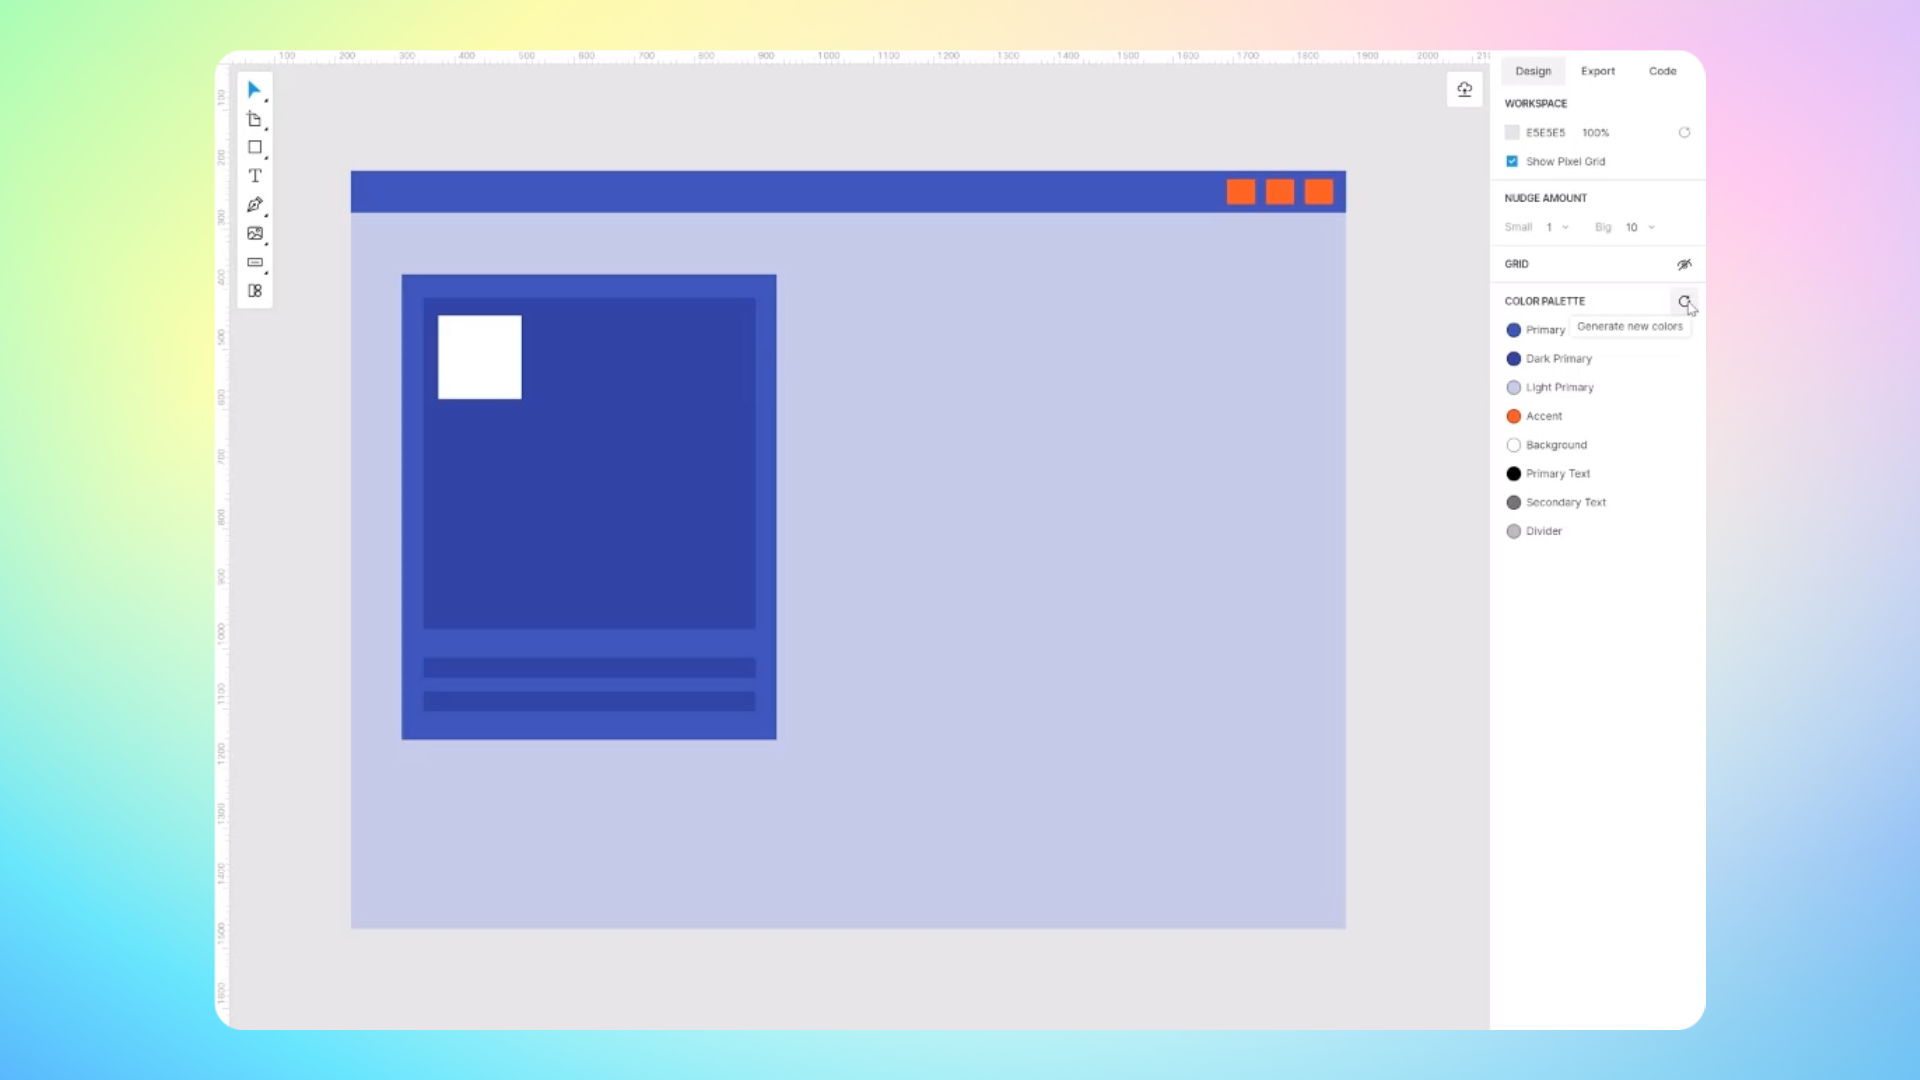 100 200 300 400 500 600 700 800 900 1000 1100 1200 1300 1400 1500 1600 1700 1800 1900 2000
100
200
300
400
500
600
700
800
900
1000
1100
1200
1300
1400
1500
1600
T
Design Export Code
WORKSPACE
E5E5E5 100%
Show Pixel Grid
NUDGE AMOUNT
Small 1 Big 10
GRID
COLOR PALETTE
Generate new colors
Primary
Dark Primary
Light Primary
Accent
Background
Primary Text
Secondary Text
Divider